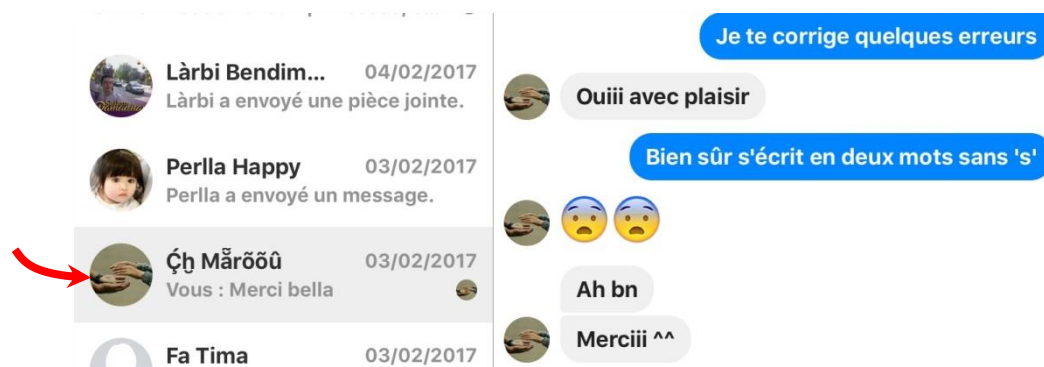 Làrbi Bendim... 04/02/2017
Làrbi a envoyé une pièce jointe.
Perlla Happy 03/02/2017
Perlla a envoyé un message.
Ḉḫ Mẫrõõû 03/02/2017
Vous : Merci bella
Fa Tima 03/02/2017
Je te corrige quelques erreurs
Ouiii avec plaisir
Bien sûr s'écrit en deux mots sans 's'
😨😨
Ah bn
Merciii ^^